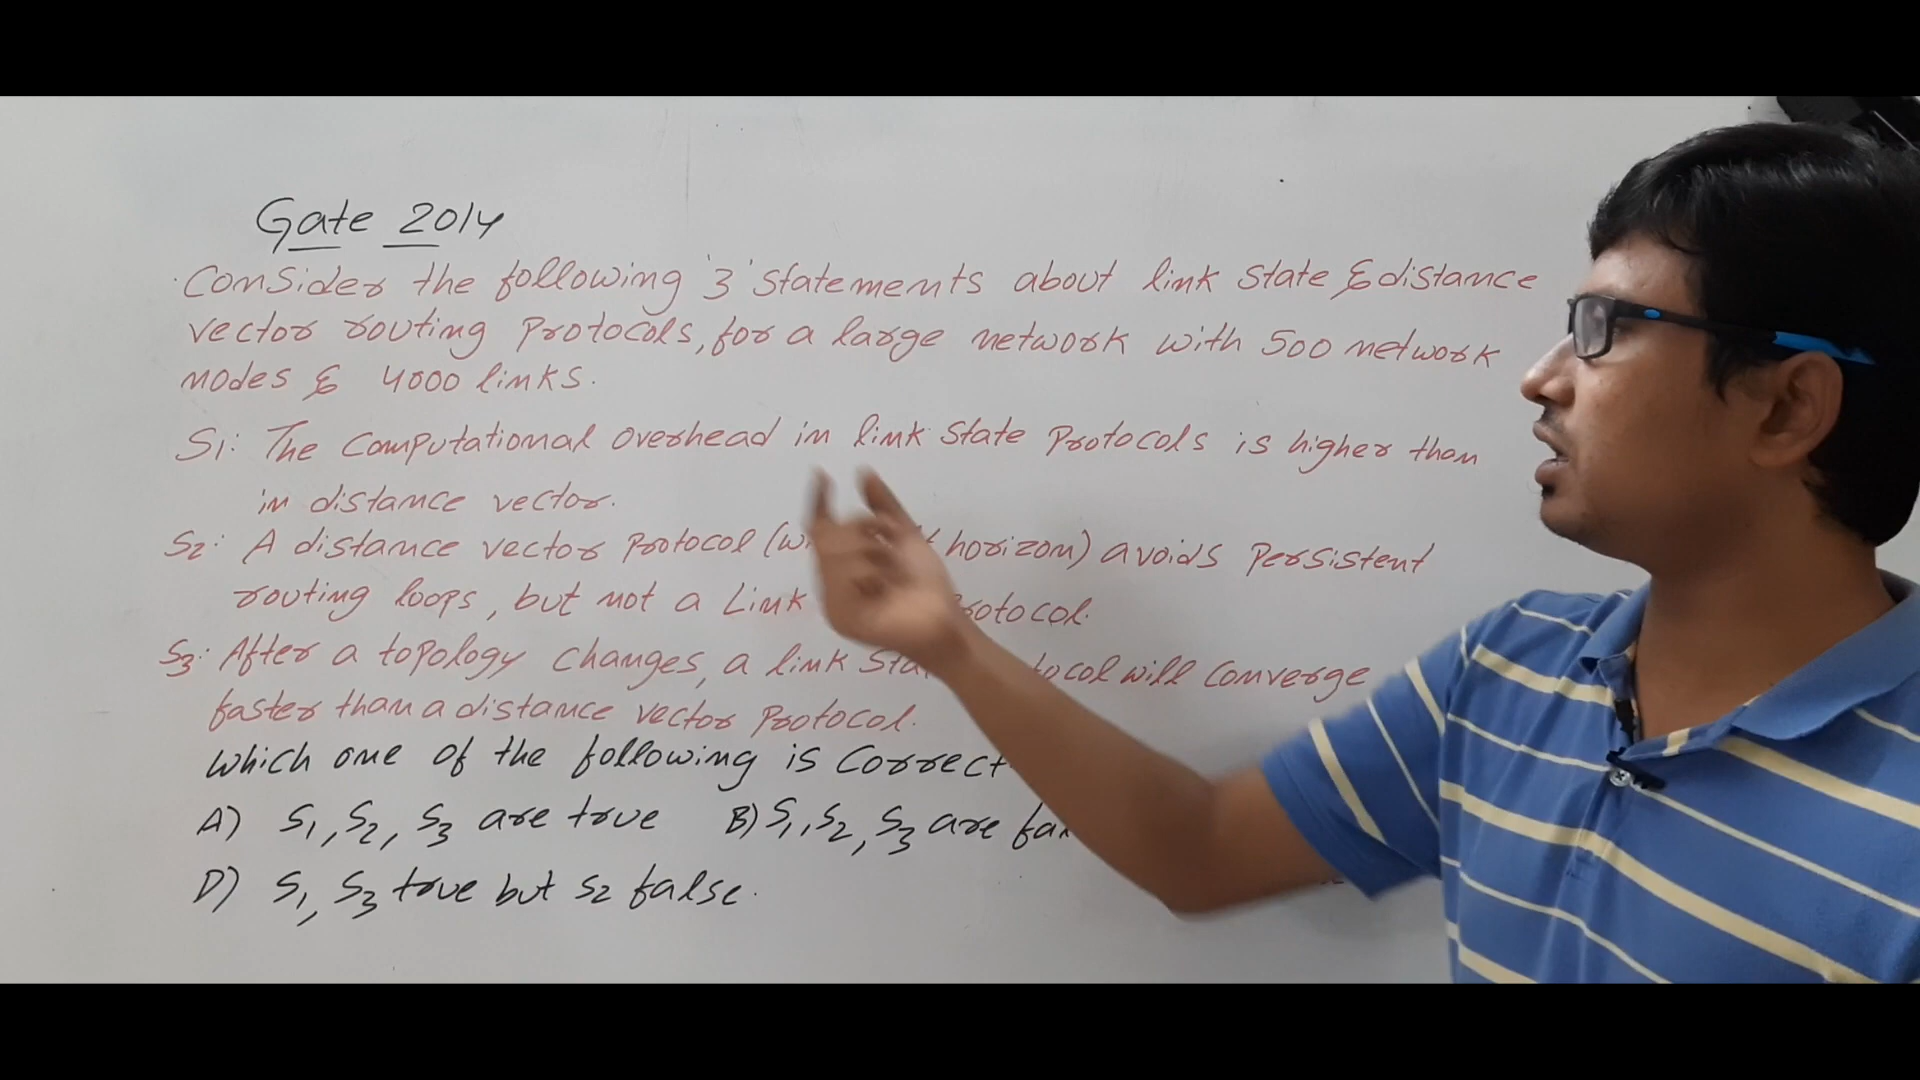 Gate 2014
Consider the following '3' statements about link state & distance
vector routing Protocols, for a large network with 500 network
nodes & 4000 links.
S1: The Computational overhead in link state Protocols is higher than
in distance vector.
S2: A distance vector Protocol ( horizon) avoids Persistent
routing loops, but not a Link
S3: After a topology changes, a link will Converge
faster than a distance vector Protocol.
Which one of the following is Correct
A) S1, S2, S3 are true B) S1, S2, S3 are
D) S1, S3 true but S2 false.